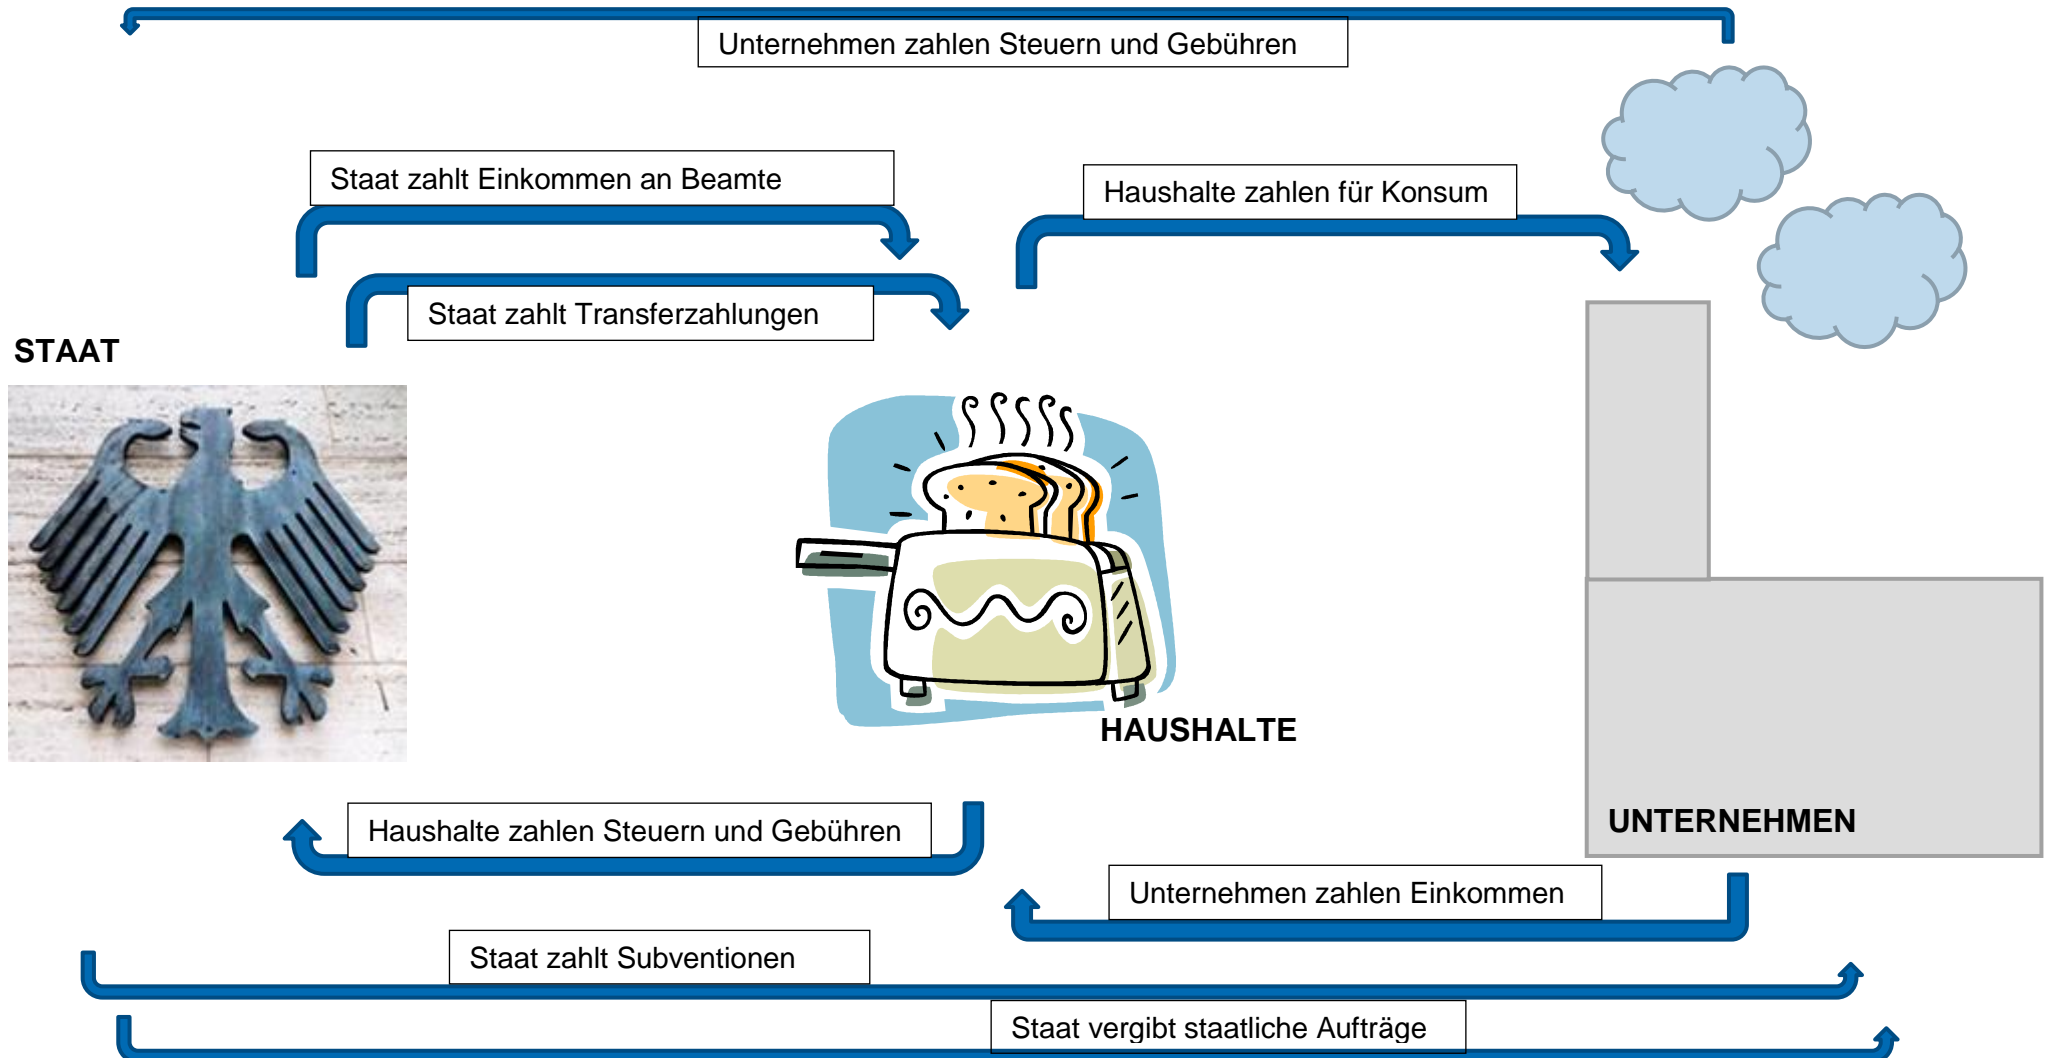 Unternehmen zahlen Steuern und Gebühren
Staat zahlt Einkommen an Beamte
Haushalte zahlen für Konsum
Staat zahlt Transferzahlungen
STAAT
HAUSHALTE
UNTERNEHMEN
Haushalte zahlen Steuern und Gebühren
Unternehmen zahlen Einkommen
Staat zahlt Subventionen
Staat vergibt staatliche Aufträge